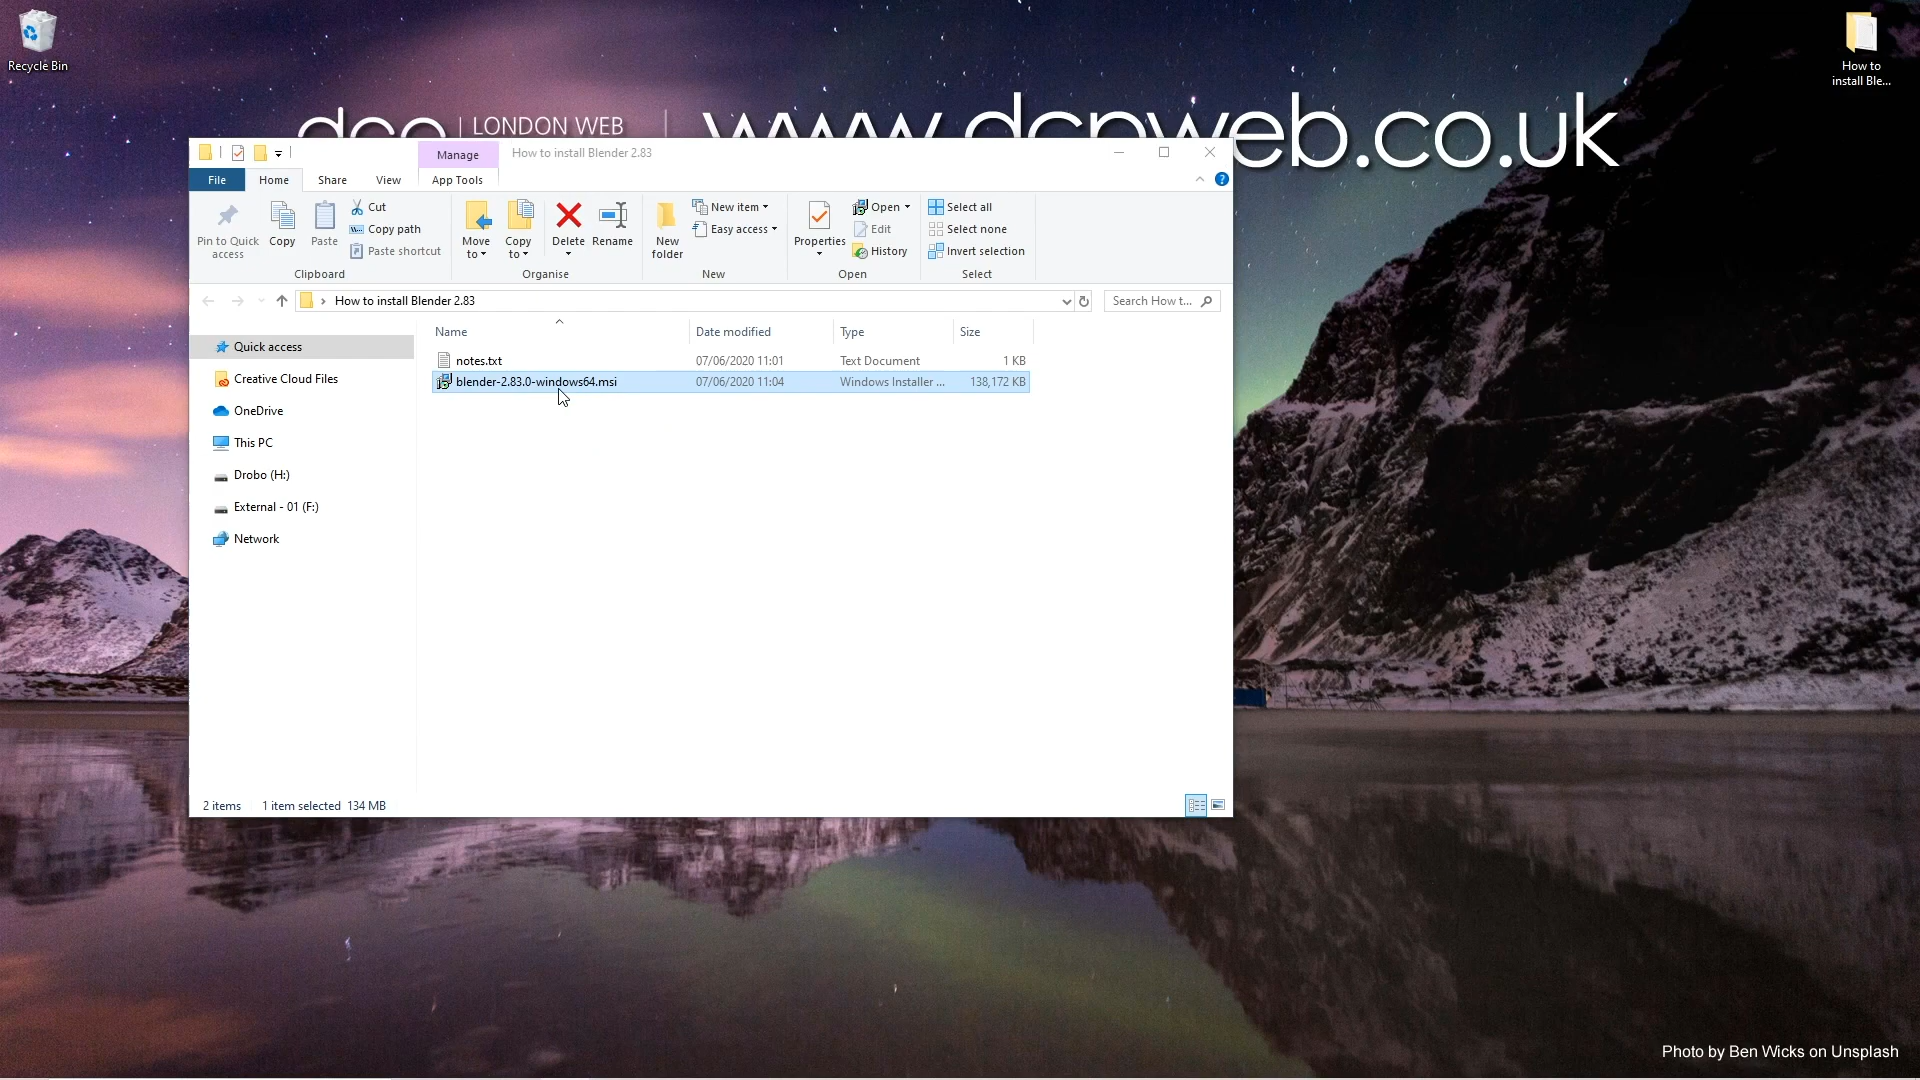 Recycle Bin
How to
install Ble...
LONDON WEB
www.dcpweb.co.uk
Manage
How to install Blender 2.83
File
Home
Share
View
App Tools
Pin to Quick
access
Copy
Paste
Cut
Copy path
Paste shortcut
Clipboard
Move
to
Copy
to
Delete
Rename
Organise
New
folder
New item
Easy access
New
Properties
Open
Edit
History
Open
Select all
Select none
Invert selection
Select
How to install Blender 2.83
Search How t...
Name
Date modified
Type
Size
notes.txt
07/06/2020 11:01
Text Document
1 KB
blender-2.83.0-windows64.msi
07/06/2020 11:04
Windows Installer ...
138,172 KB
Quick access
Creative Cloud Files
OneDrive
This PC
Drobo (H:)
External - 01 (F:)
Network
2 items
1 item selected 134 MB
Photo by Ben Wicks on Unsplash